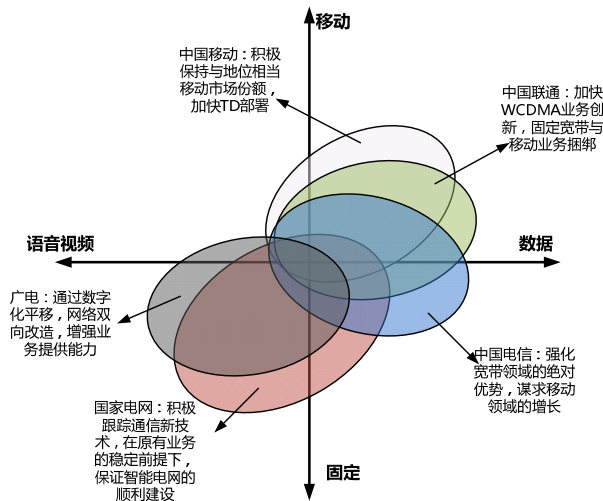 移动
中国移动：积极
保持与地位相当
移动市场份额，
加快TD部署
中国联通：加快
WCDMA业务创
新，固定宽带与
移动业务捆绑
语音视频
数据
广电：通过数字
化平移，网络双
向改造，增强业
务提供能力
中国电信：强化
宽带领域的绝对
优势，谋求移动
领域的增长
国家电网：积极
跟踪通信新技
术，在原有业务
的稳定前提下，
保证智能电网的
顺利建设
固定